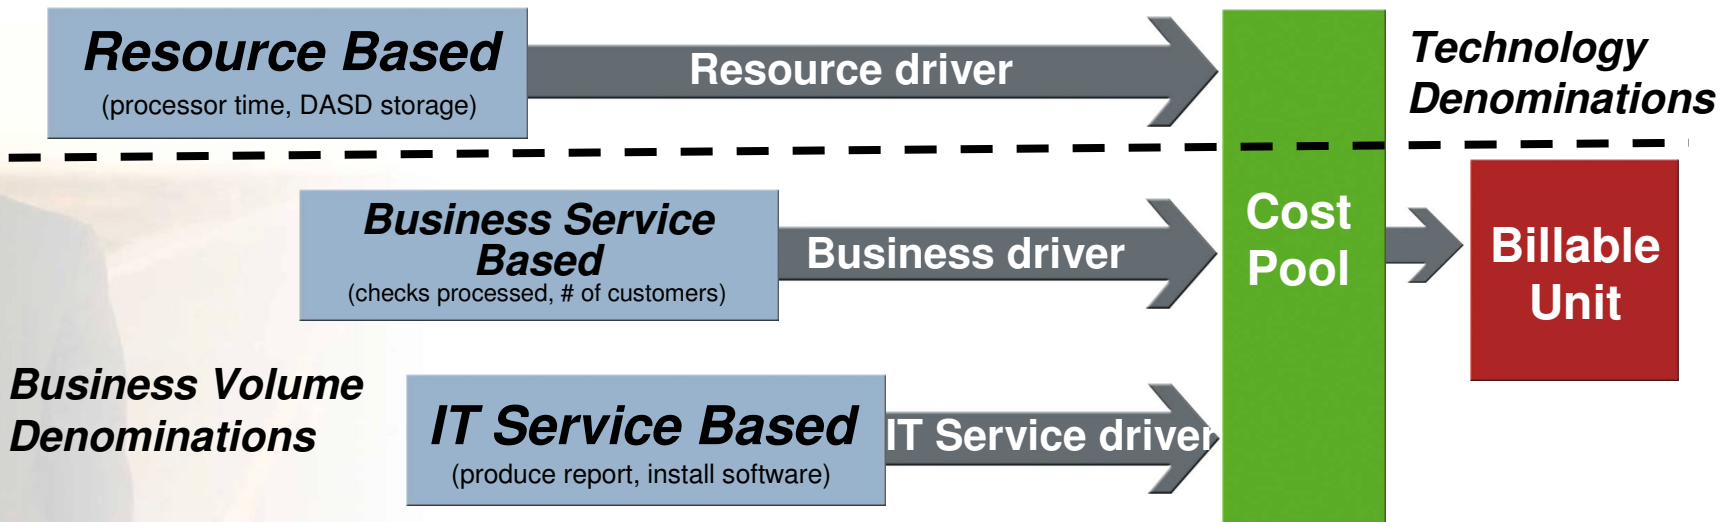 Resource Based
(processor time, DASD storage)
Resource driver
Technology
Denominations
Business Service
Based
(checks processed, # of customers)
Business driver
Cost
Pool
Billable
Unit
Business Volume
Denominations
IT Service Based
(produce report, install software)
IT Service driver